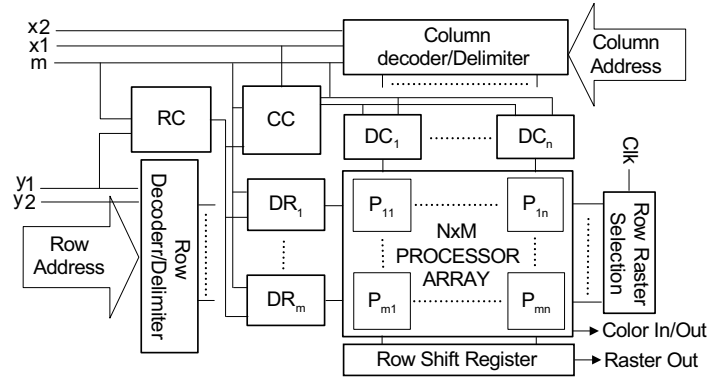 x2
x1
m
Column
decoder/Delimiter
Column
Address
RC
CC
DC1
DCn
Clk
y1
y2
Row
Decoderr/Delimiter
Row
Address
DR1
DRm
P11
P1n
NxM
PROCESSOR
ARRAY
Pm1
Pmn
Row Raster
Selection
Color In/Out
Row Shift Register
Raster Out